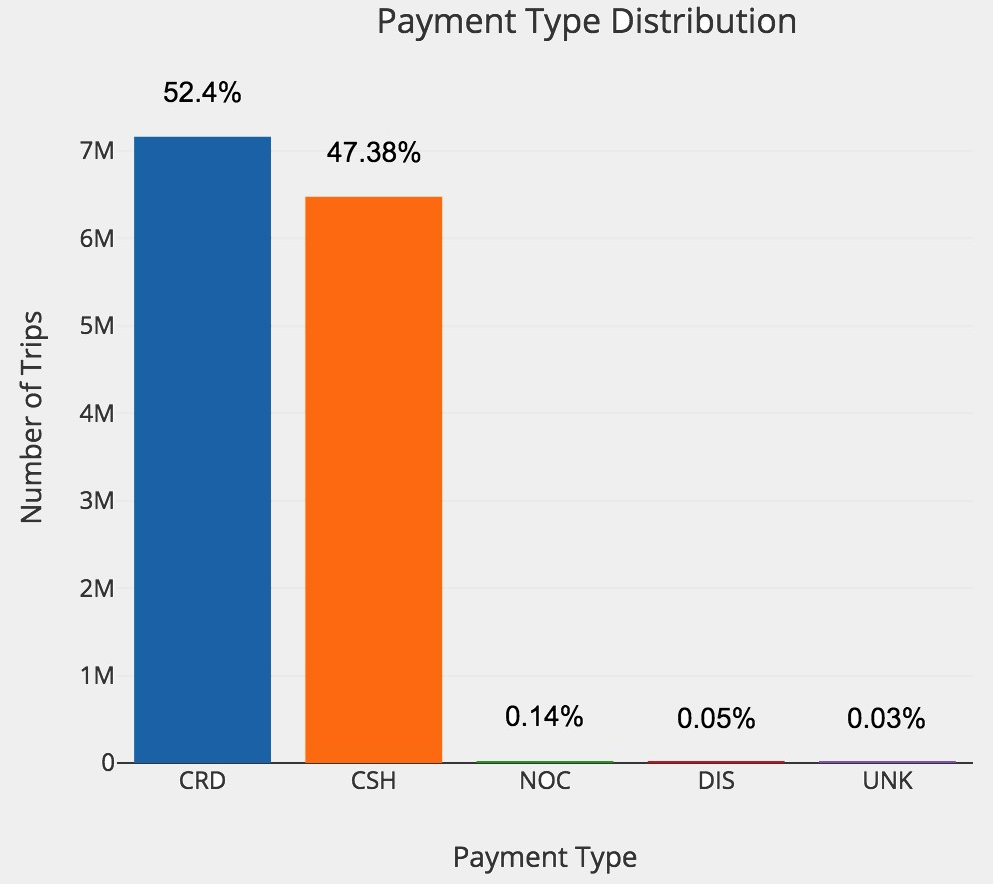 Payment Type Distribution
52.4%
47.38%
0.14%
0.05%
0.03%
7M
6M
5M
4M
3M
2M
1M
0
Number of Trips
CRD
CSH
NOC
DIS
UNK
Payment Type